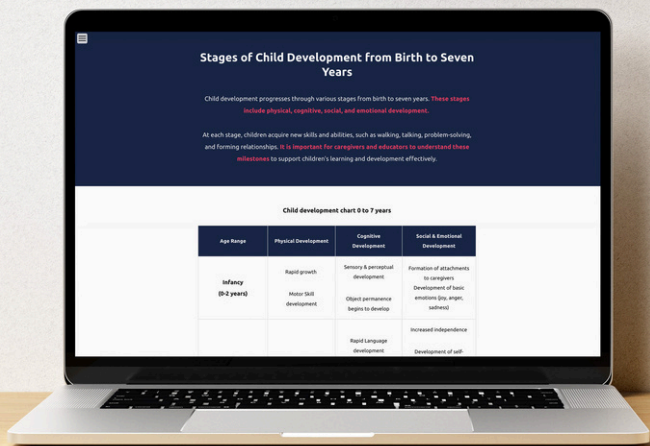 Stages of Child Development from Birth to Seven
Years
Child development progresses through various stages from birth to seven years. These stages
include physical, cognitive, social, and emotional development.
At each stage, children acquire new skills and abilities, such as walking, talking, problem-solving,
and forming relationships. It is important for caregivers and educators to understand these
milestones to support children's learning and development effectively.
Child development chart 0 to 7 years
Age Range
Physical Development
Cognitive
Development
Social & Emotional
Development
Infancy
(0-2 years)
Rapid growth
Motor Skill
development
Sensory & perceptual
development
Object permanence
begins to develop
Formation of attachments
to caregivers
Development of basic
emotions (joy, anger,
sadness)
Rapid Language
development
Increased independence
Development of self-